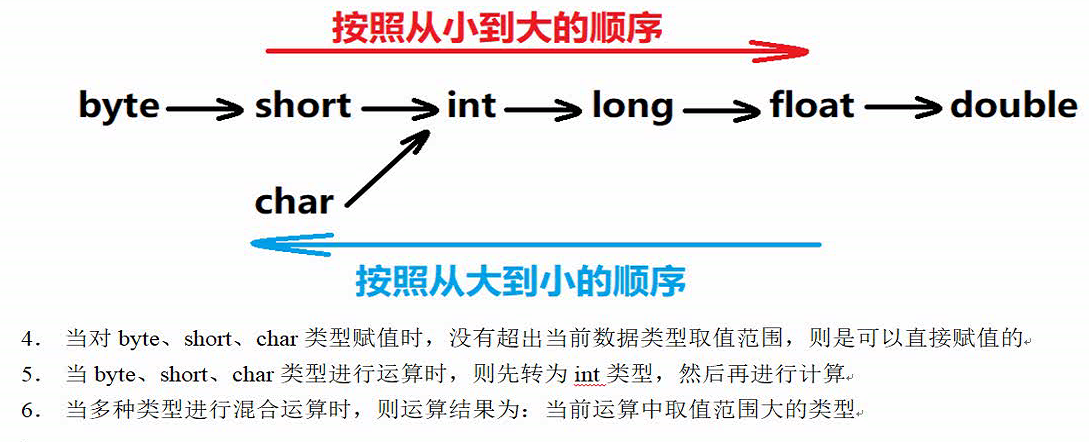 按照从小到大的顺序
byte short int long float double
char
按照从大到小的顺序
4. 当对 byte、short、char 类型赋值时，没有超出当前数据类型取值范围，则是可以直接赋值的
5. 当 byte、short、char 类型进行运算时，则先转为 int 类型，然后再进行计算
6. 当多种类型进行混合运算时，则运算结果为：当前运算中取值范围大的类型